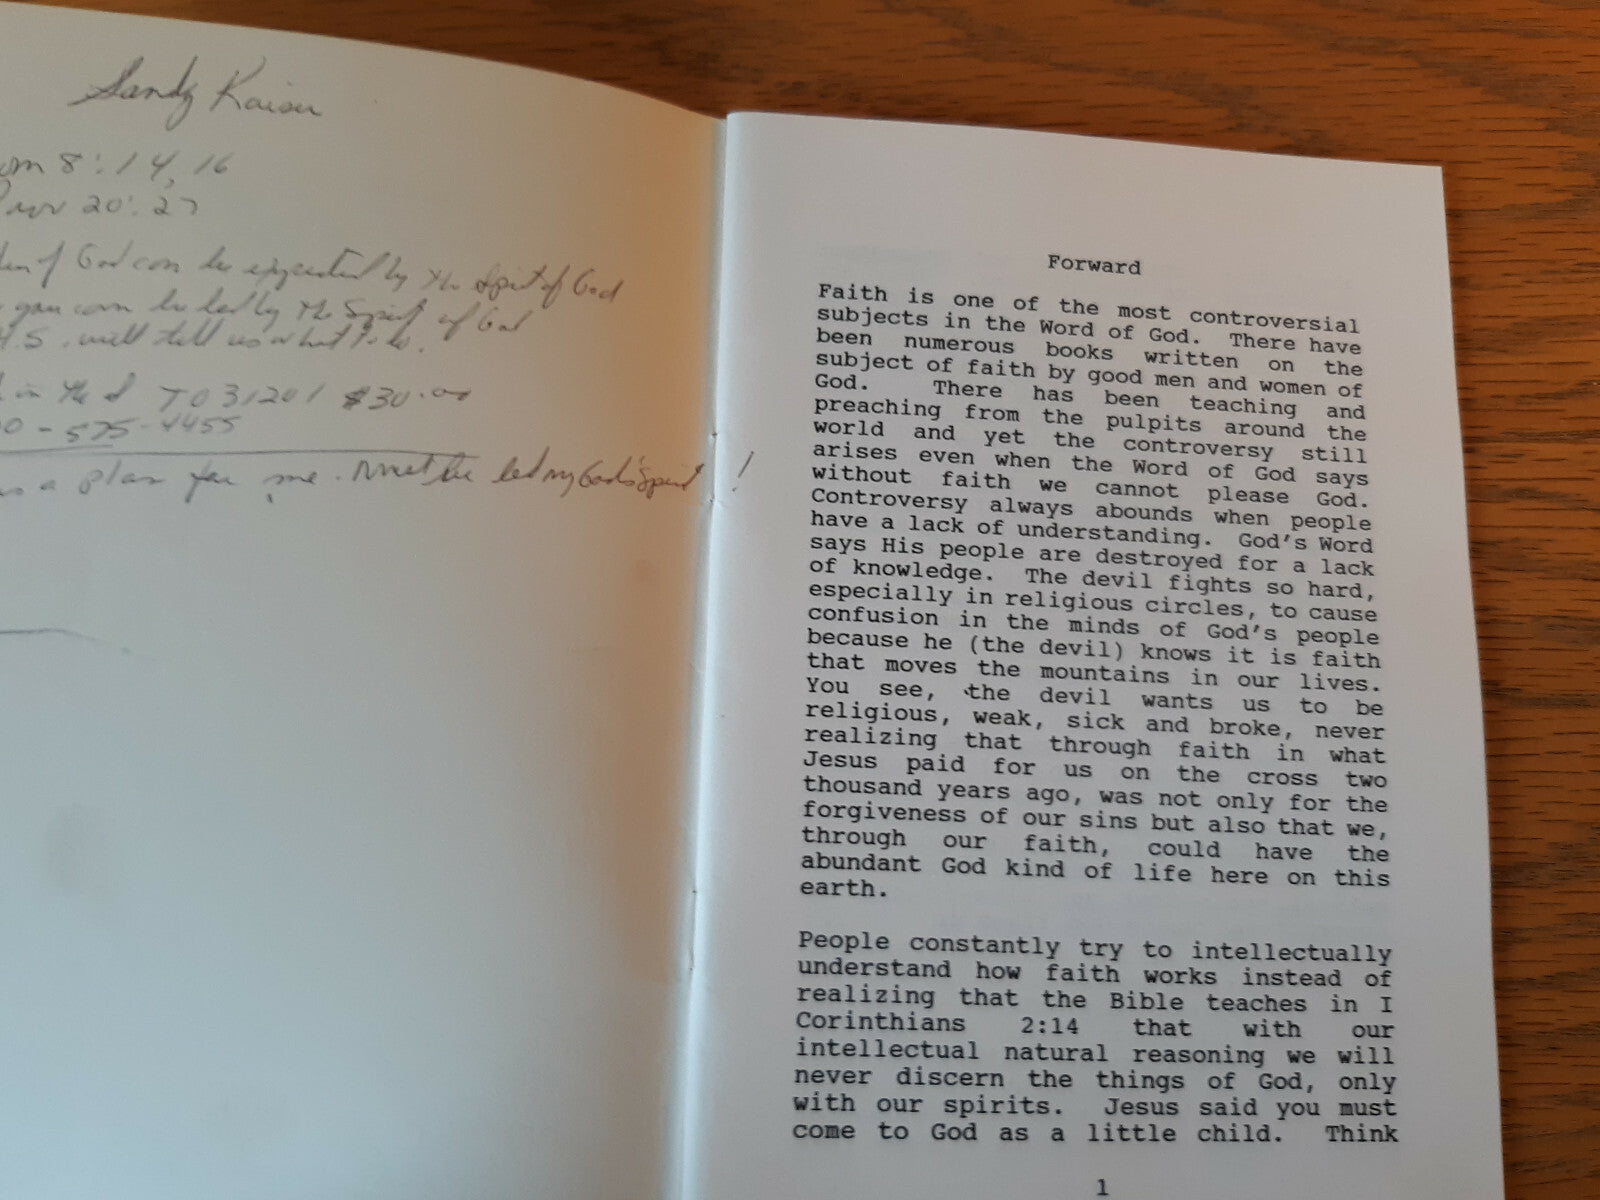 Sandy Kaiser
om 8:14, 16
20:27
of God can be by the Spirit of God
you can be led by the Spirit of God
H.S. will tell us what to do.
in the TO31201 $30.00
0-575-4455
a plan for me. Must be led my God's Spirit !
Forward
Faith is one of the most controversial
subjects in the Word of God. There have
been numerous books written on the
subject of faith by good men and women of
God. There has been teaching and
preaching from the pulpits around the
world and yet the controversy still
arises even when the Word of God says
without faith we cannot please God.
Controversy always abounds when people
have a lack of understanding. God's Word
says His people are destroyed for a lack
of knowledge. The devil fights so hard,
especially in religious circles, to cause
confusion in the minds of God's people
because he (the devil) knows it is faith
that moves the mountains in our lives.
You see, the devil wants us to be
religious, weak, sick and broke, never
realizing that through faith in what
Jesus paid for us on the cross two
thousand years ago, was not only for the
forgiveness of our sins but also that we,
through our faith, could have the
abundant God kind of life here on this
earth.
People constantly try to intellectually
understand how faith works instead of
realizing that the Bible teaches in I
Corinthians 2:14 that with our
intellectual natural reasoning we will
never discern the things of God, only
with our spirits. Jesus said you must
come to God as a little child. Think
1